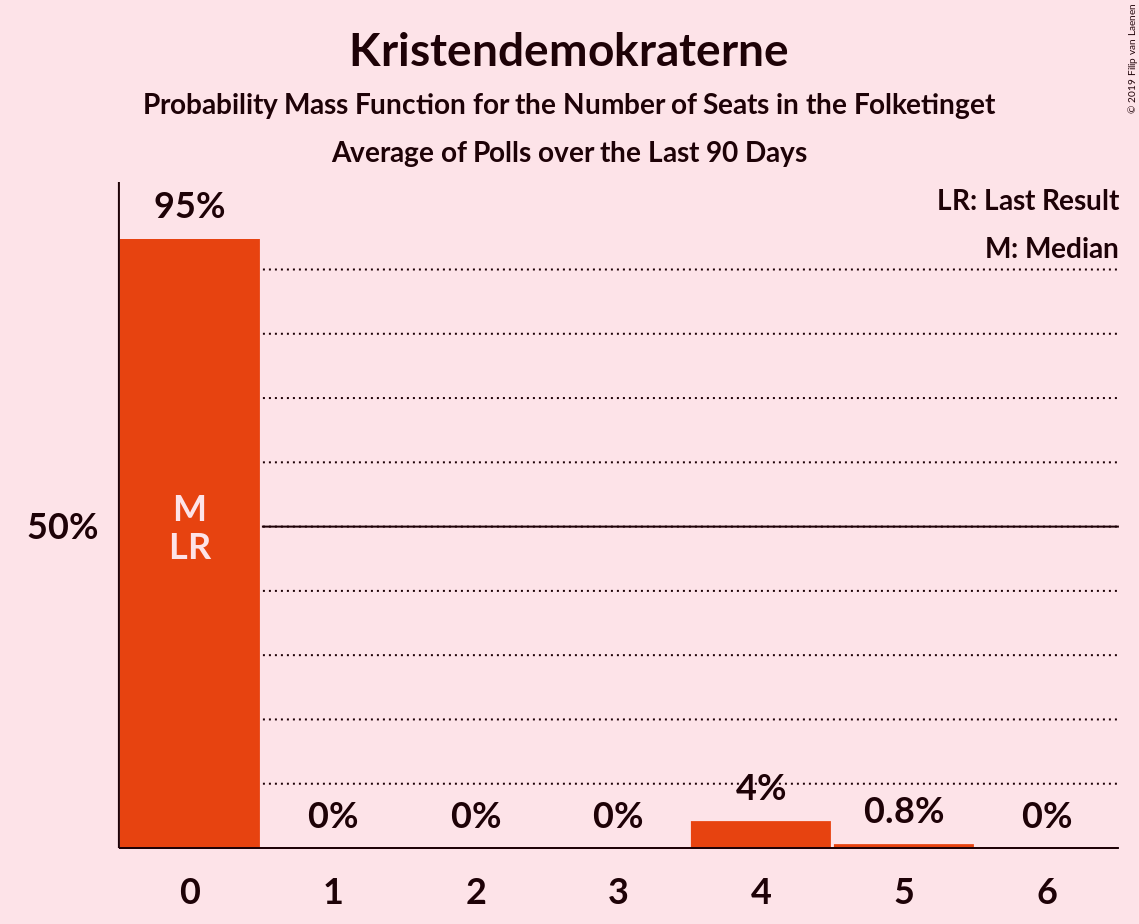 Kristendemokraterne
Probability Mass Function for the Number of Seats in the Folketinget
Average of Polls over the Last 90 Days
© 2019 Filip van Laenen
LR: Last Result
M: Median
95%
50%
M
LR
0%
0%
0%
4%
0.8%
0%
0
1
2
3
4
5
6